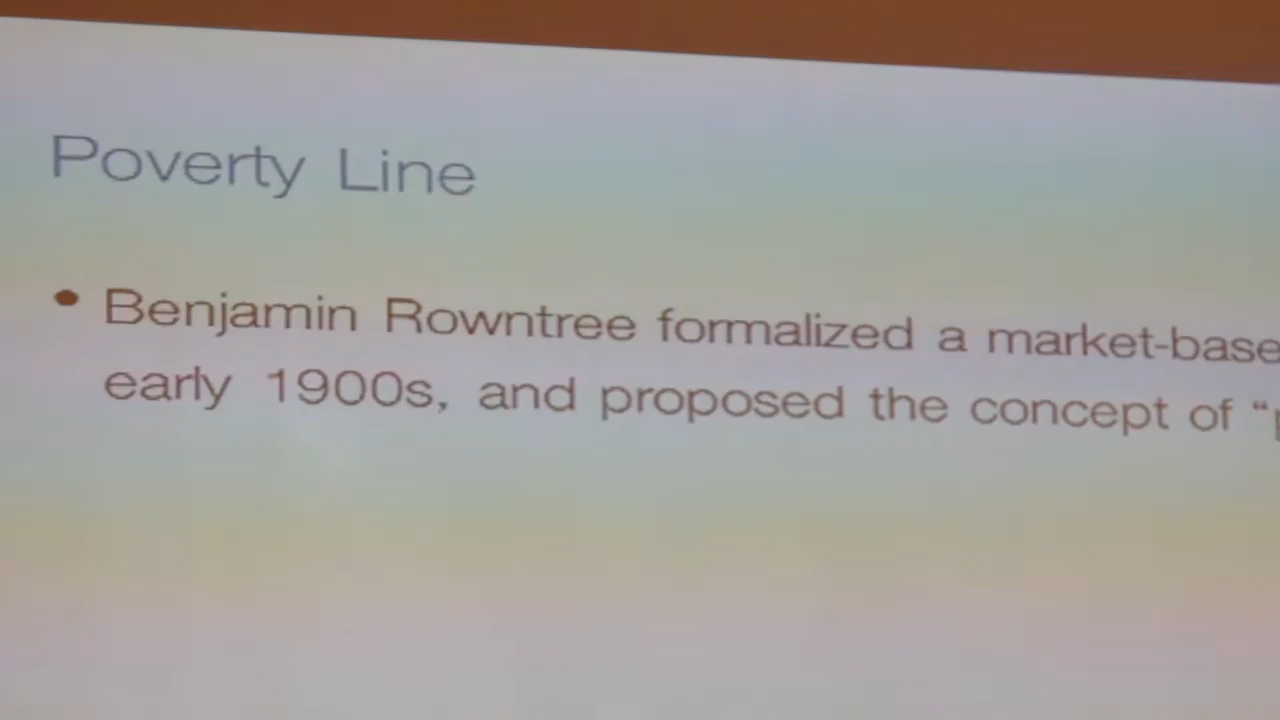 Poverty Line
• Benjamin Rowntree formalized a market-base
early 1900s, and proposed the concept of “